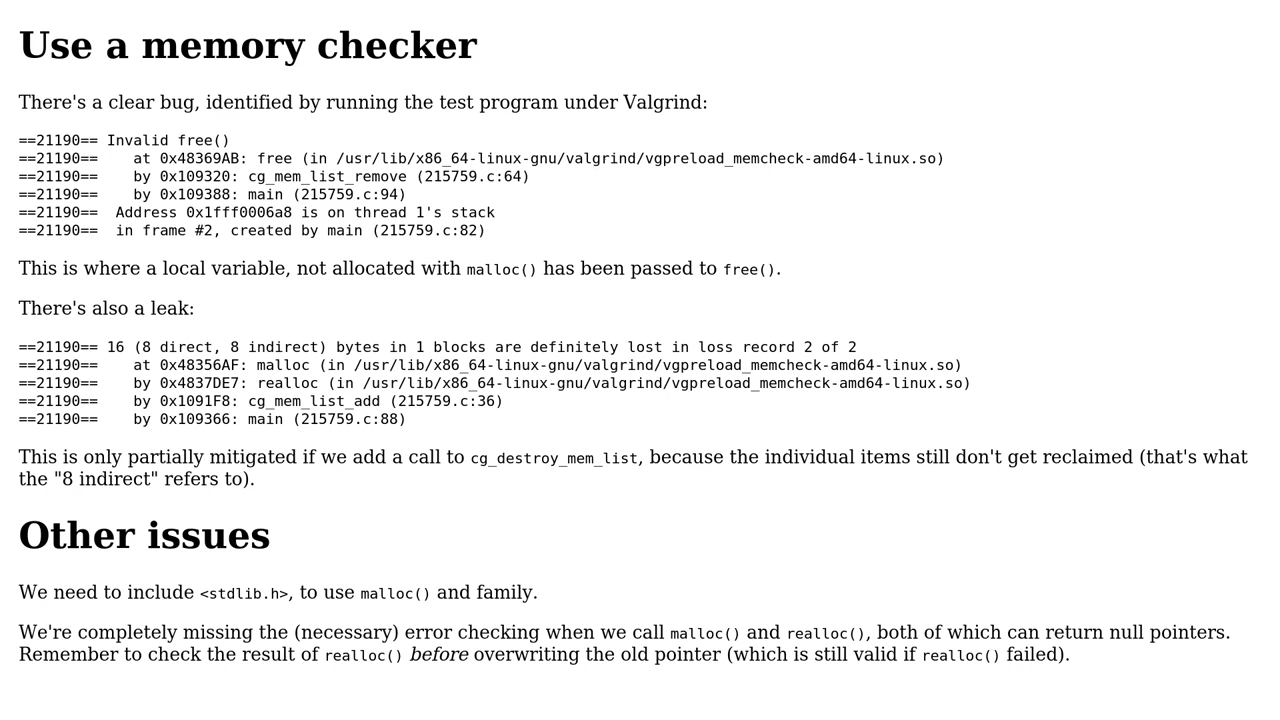 Use a memory checker
There's a clear bug, identified by running the test program under Valgrind:
==21190== Invalid free()
==21190==    at 0x48369AB: free (in /usr/lib/x86_64-linux-gnu/valgrind/vgpreload_memcheck-amd64-linux.so)
==21190==    by 0x109320: cg_mem_list_remove (215759.c:64)
==21190==    by 0x109388: main (215759.c:94)
==21190==  Address 0x1fff0006a8 is on thread 1's stack
==21190==  in frame #2, created by main (215759.c:82)
This is where a local variable, not allocated with malloc() has been passed to free().
There's also a leak:
==21190== 16 (8 direct, 8 indirect) bytes in 1 blocks are definitely lost in loss record 2 of 2
==21190==    at 0x48356AF: malloc (in /usr/lib/x86_64-linux-gnu/valgrind/vgpreload_memcheck-amd64-linux.so)
==21190==    by 0x4837DE7: realloc (in /usr/lib/x86_64-linux-gnu/valgrind/vgpreload_memcheck-amd64-linux.so)
==21190==    by 0x1091F8: cg_mem_list_add (215759.c:36)
==21190==    by 0x109366: main (215759.c:88)
This is only partially mitigated if we add a call to cg_destroy_mem_list, because the individual items still don't get reclaimed (that's what
the "8 indirect" refers to).
Other issues
We need to include <stdlib.h>, to use malloc() and family.
We're completely missing the (necessary) error checking when we call malloc() and realloc(), both of which can return null pointers.
Remember to check the result of realloc() before overwriting the old pointer (which is still valid if realloc() failed).